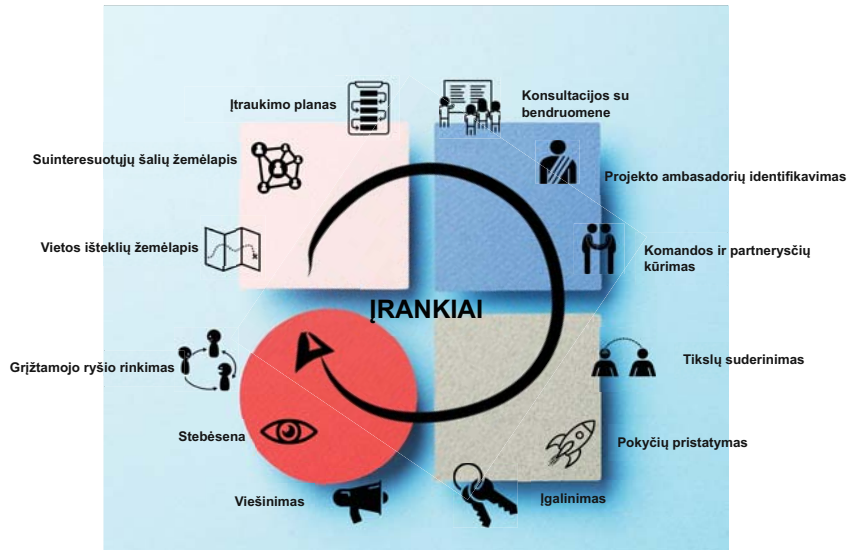 Įtraukimo planas
Konsultacijos su
bendruomene
Suinteresuotųjų šalių žemėlapis
Projekto ambasadorių identifikavimas
Vietos išteklių žemėlapis
Komandos ir partnerysčių
kūrimas
ĮRANKIAI
Grįžtamojo ryšio rinkimas
Tikslų suderinimas
Stebėsena
Pokyčių pristatymas
Viešinimas
Įgalinimas